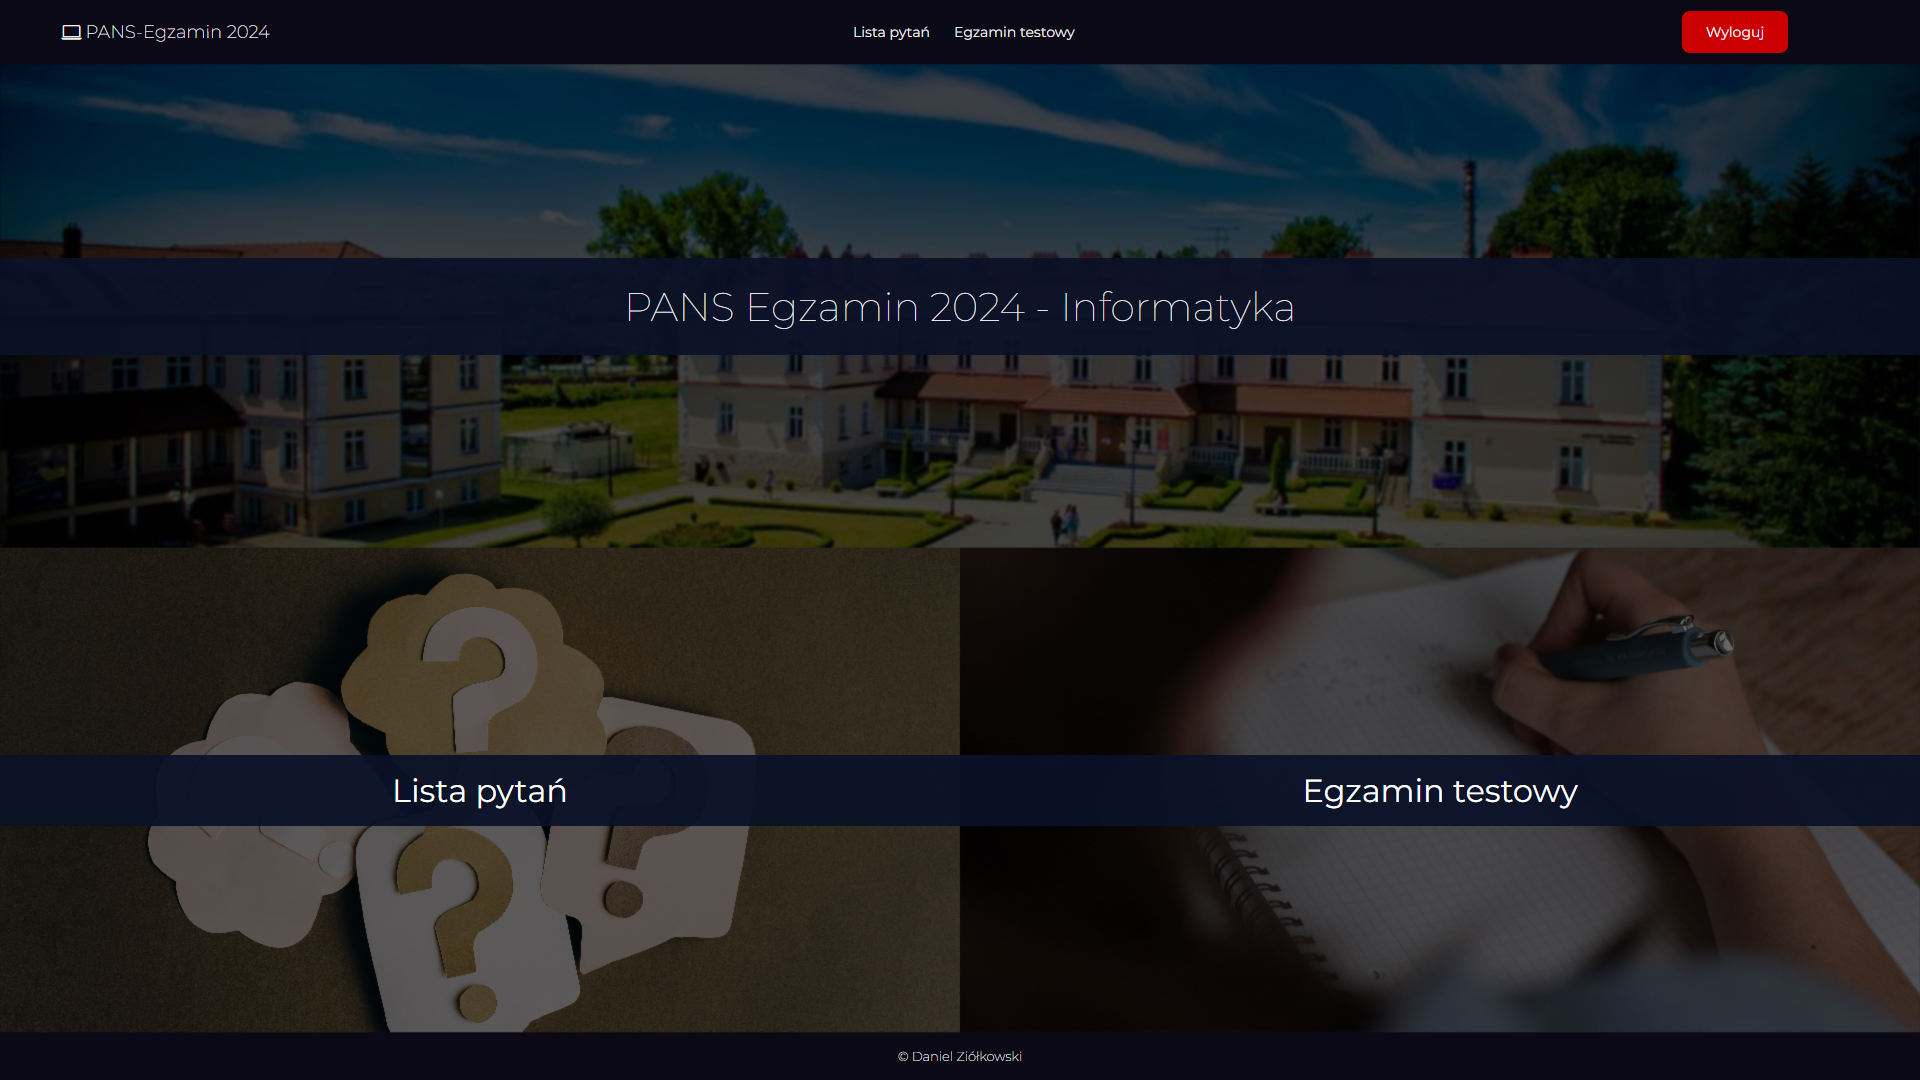 PANS-Egzamin 2024
Lista pytań
Egzamin testowy
Wyloguj
PANS Egzamin 2024 - Informatyka
Lista pytań
Egzamin testowy
© Daniel Ziółkowski